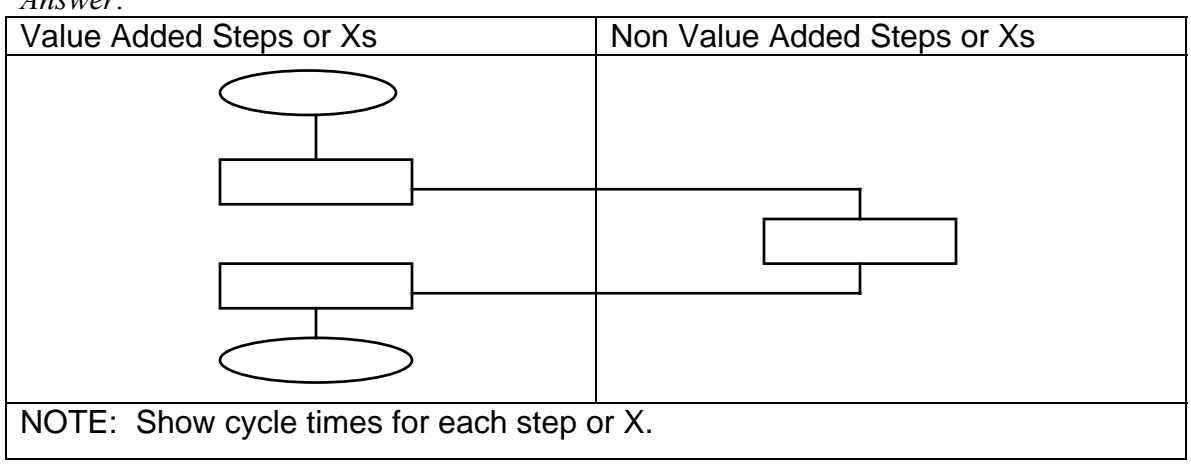 Answer:
Value Added Steps or Xs
Non Value Added Steps or Xs
NOTE:  Show cycle times for each step or X.